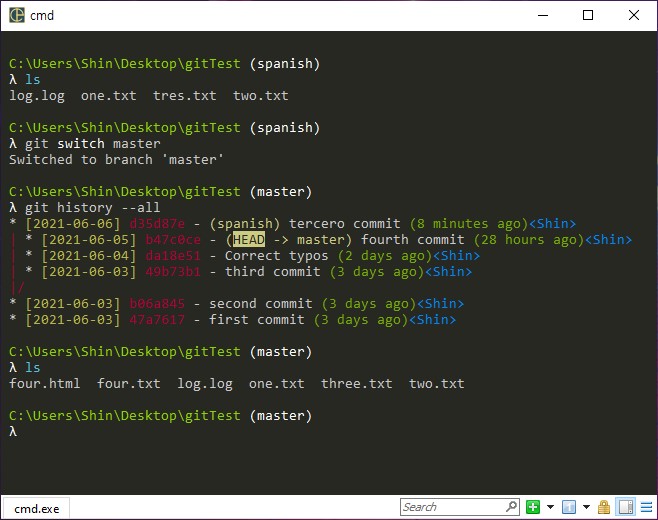 cmd
C:\Users\Shin\Desktop\gitTest (spanish)
λ ls
log.log  one.txt  tres.txt  two.txt
C:\Users\Shin\Desktop\gitTest (spanish)
λ git switch master
Switched to branch 'master'
C:\Users\Shin\Desktop\gitTest (master)
λ git history --all
* [2021-06-06] d35d87e - (spanish) tercero commit (8 minutes ago)<Shin>
| * [2021-06-05] b47c0ce - (HEAD -> master) fourth commit (28 hours ago)<Shin>
| * [2021-06-04] da18e51 - Correct typos (2 days ago)<Shin>
| * [2021-06-03] 49b73b1 - third commit (3 days ago)<Shin>
|/
* [2021-06-03] b06a845 - second commit (3 days ago)<Shin>
* [2021-06-03] 47a7617 - first commit (3 days ago)<Shin>
C:\Users\Shin\Desktop\gitTest (master)
λ ls
four.html  four.txt  log.log  one.txt  three.txt  two.txt
C:\Users\Shin\Desktop\gitTest (master)
λ
cmd.exe
Search